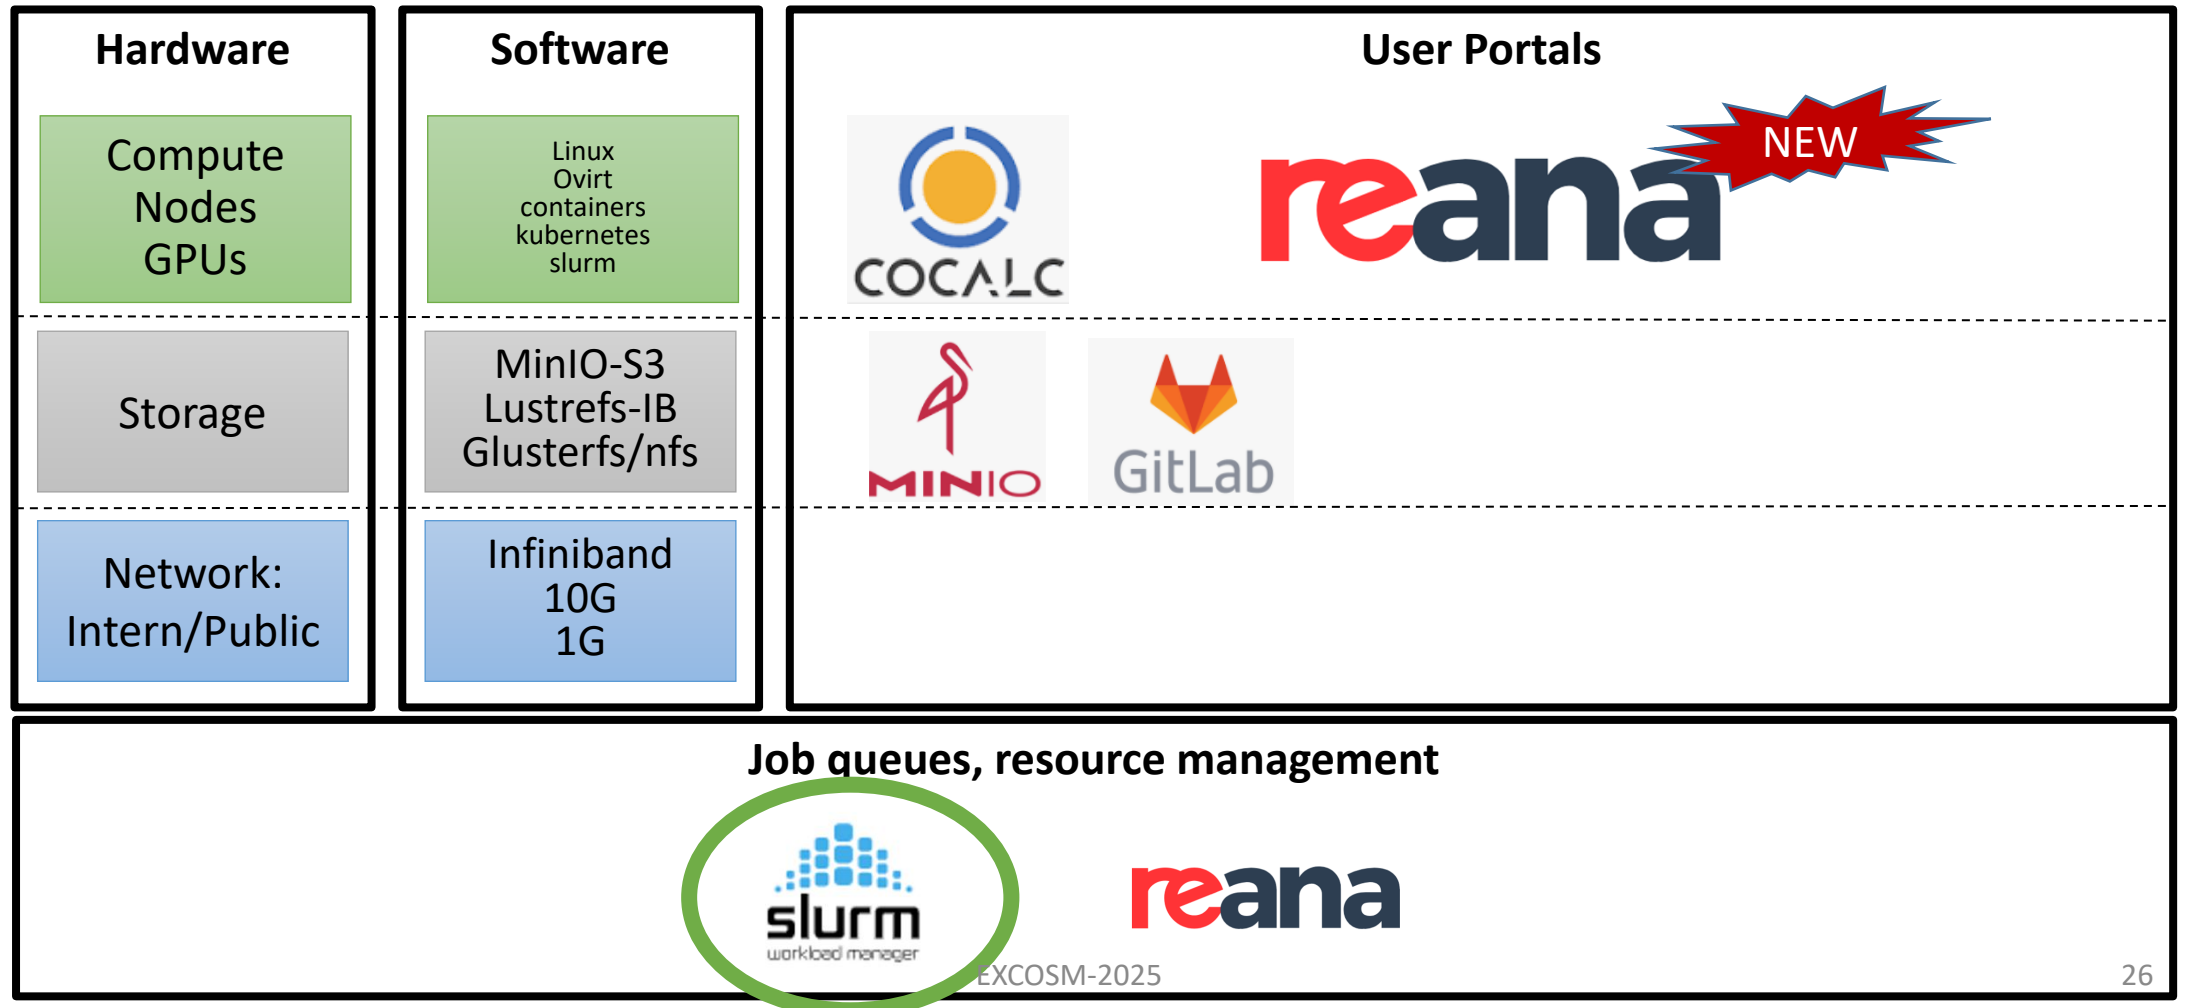 Hardware
Software
User Portals
Compute
Nodes
GPUs
Linux
Ovirt
containers
kubernetes
slurm
COCALC
reana
NEW
Storage
MinIO-S3
Lustrefs-IB
Glusterfs/nfs
MINIO
GitLab
Network:
Intern/Public
Infiniband
10G
1G
Job queues, resource management
slurm
workload manager
reana
EXCOSM-2025
26